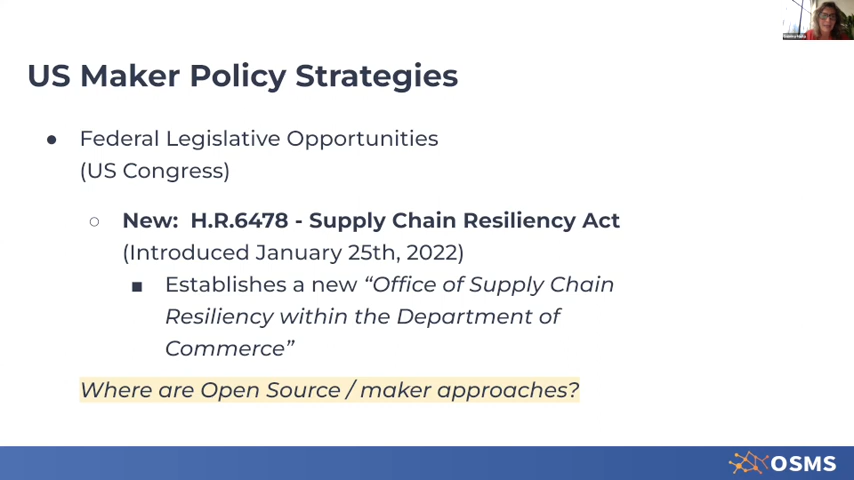 US Maker Policy Strategies
● Federal Legislative Opportunities
(US Congress)
○ New: H.R.6478 - Supply Chain Resiliency Act
(Introduced January 25th, 2022)
■ Establishes a new “Office of Supply Chain
Resiliency within the Department of
Commerce”
Where are Open Source / maker approaches?
OSMS